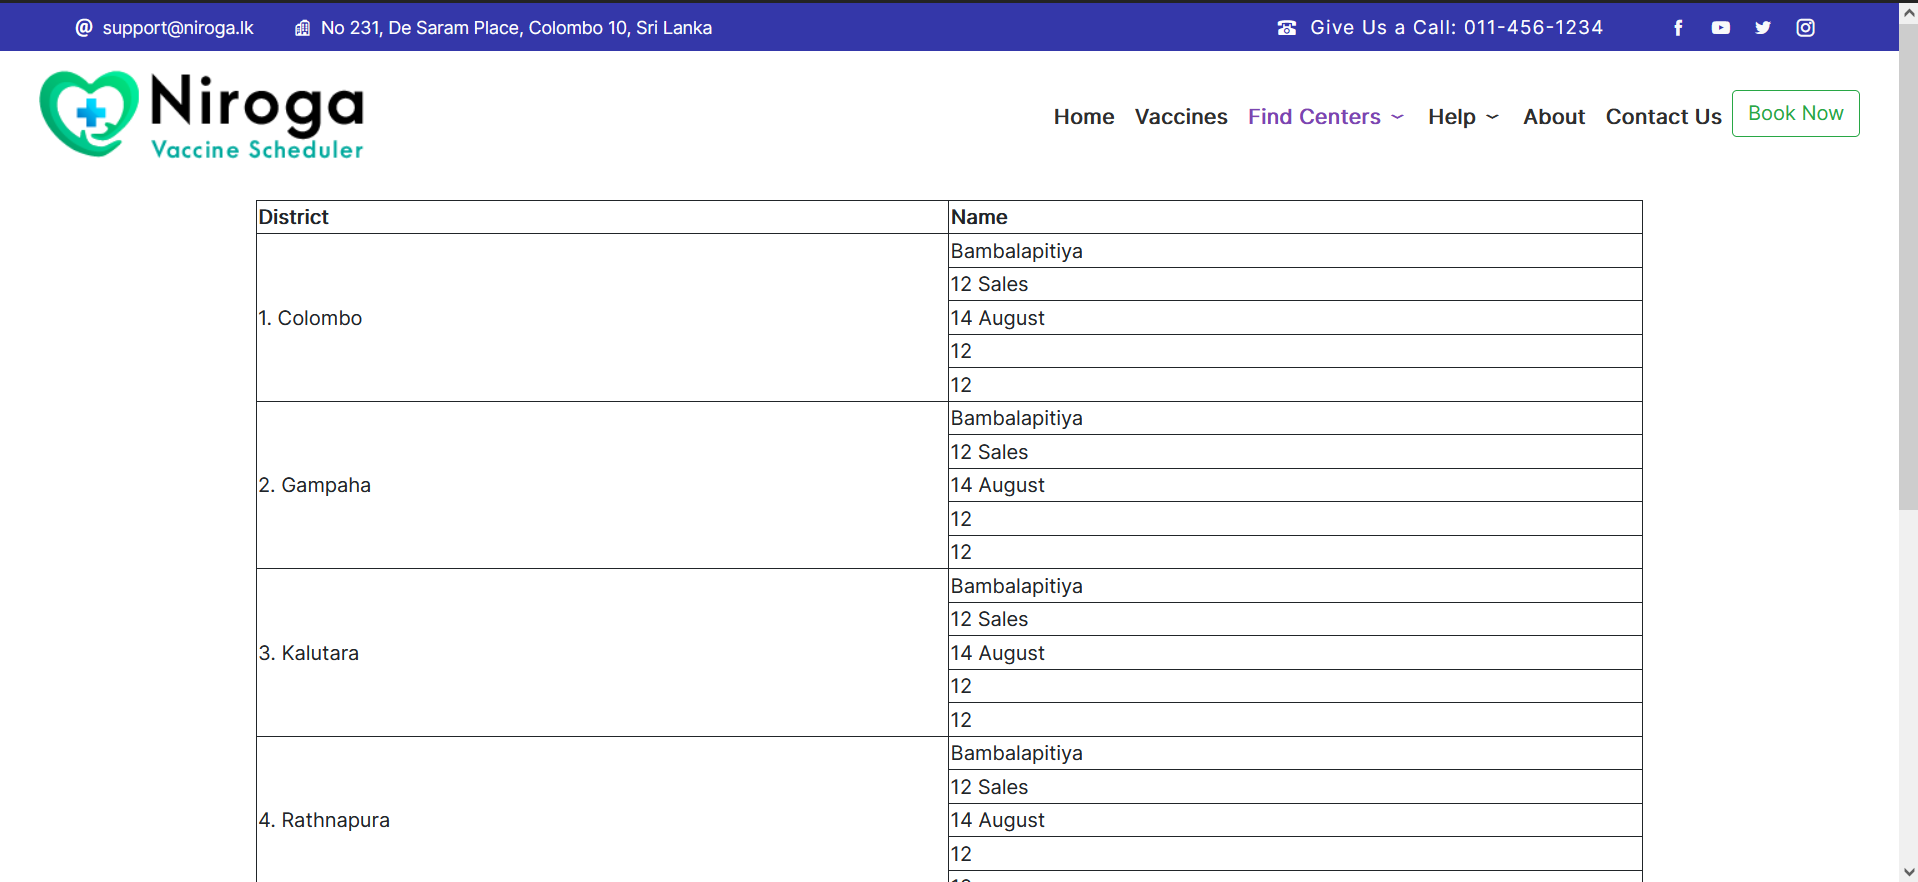 @ support@niroga.lk No 231, De Saram Place, Colombo 10, Sri Lanka Give Us a Call: 011-456-1234
Niroga
Vaccine Scheduler
Home Vaccines Find Centers Help About Contact Us Book Now
District Name
Bambalapitiya
12 Sales
1. Colombo 14 August
12
12
Bambalapitiya
12 Sales
2. Gampaha 14 August
12
12
Bambalapitiya
12 Sales
3. Kalutara 14 August
12
12
Bambalapitiya
12 Sales
4. Rathnapura 14 August
12